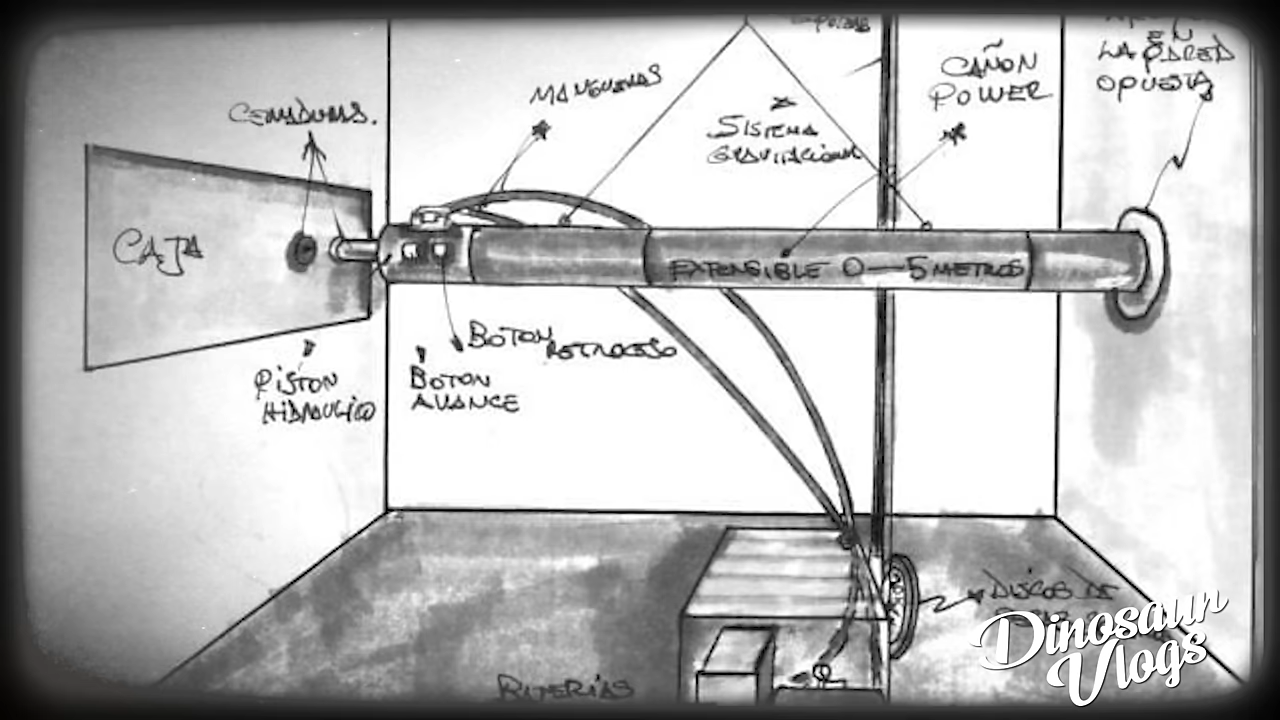 EN
LA PARED
OPUESTA
CAÑON
POWER
MANGUERAS
CERRADURAS.
SISTEMA
GRAVITACIONAL
CAJA
EXTENSIBLE 0—5 METROS
BOTON
RETROCESO
BOTON
AVANCE
PISTON
HIDRAULICO
DISCOS DE
Dinosaur
Vlogs
BATERIAS